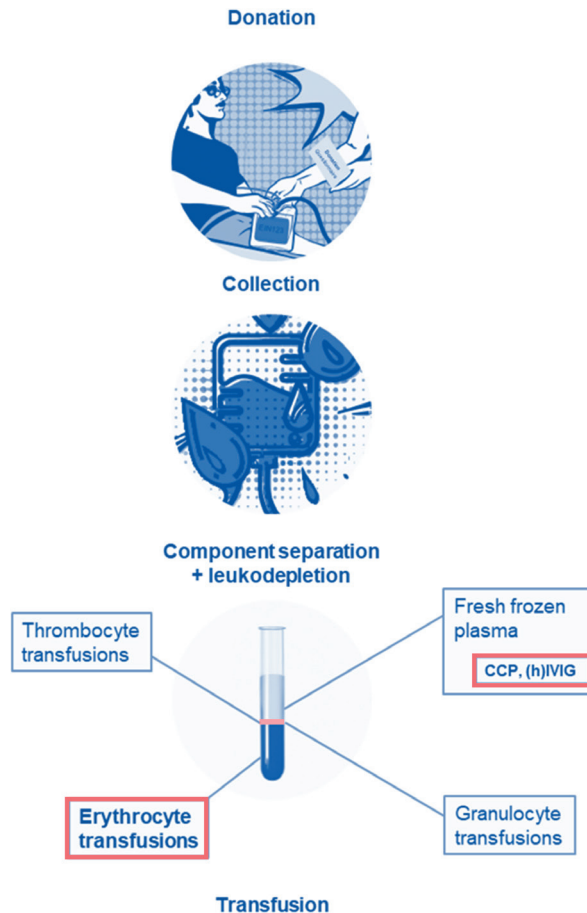 Donation
Collection
Component separation
+ leukodepletion
Thrombocyte
transfusions
Fresh frozen
plasma
CCP, (h)IVIG
Erythrocyte
transfusions
Granulocyte
transfusions
Transfusion